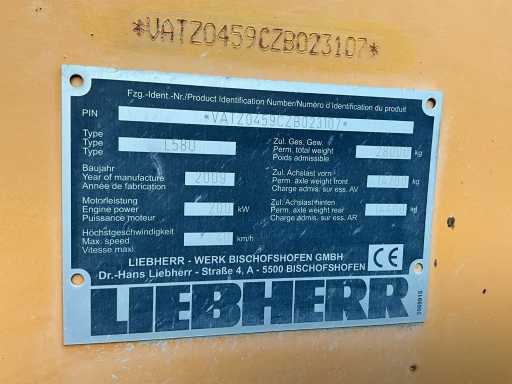 *VATZ0459CZB023107*
Fzg.-Ident.-Nr./Product Identification Number/Numéro d'Identification du produit
PIN *VATZ0459CZB023107*
Type
Type L580
Type
Zul. Ges. Gew.
Perm. total weight kg
Poids admissible
Baujahr
Year of manufacture 2009
Année de fabrication
Zul. Achslast vorn
Perm. axle weight front kg
Charge admis. sur ess. AV
Motorleistung
Engine power kW
Puissance moteur
Zul. Achslast hinten
Perm. axle weight rear kg
Charge admis. sur ess. AR
Höchstgeschwindigkeit
Max. speed km/h
Vitesse maxi.
LIEBHERR - WERK BISCHOFSHOFEN GMBH
Dr.-Hans Liebherr - Straße 4, A - 5500 BISCHOFSHOFEN
CE
LIEBHERR